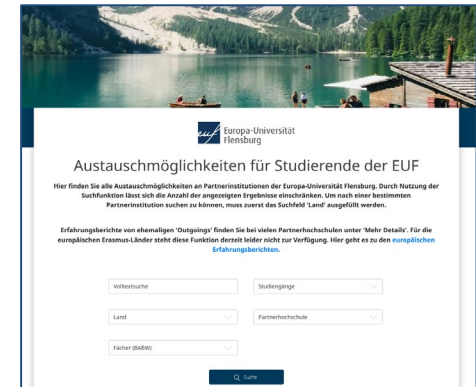 euf
Europa-Universität
Flensburg
Austauschmöglichkeiten für Studierende der EUF
Hier finden Sie alle Austauschmöglichkeiten an Partnerinstitutionen der Europa-Universität Flensburg. Durch Nutzung der
Suchfunktion lässt sich die Anzahl der angezeigten Ergebnisse einschränken. Um nach einer bestimmten
Partnerinstitution suchen zu können, muss zuerst das Suchfeld 'Land' ausgefüllt werden.
Erfahrungsberichte von ehemaligen 'Outgoings' finden Sie bei vielen Partnerhochschulen unter 'Mehr Details'. Für die
europäischen Erasmus-Länder steht diese Funktion derzeit leider nicht zur Verfügung. Hier geht es zu den europäischen
Erfahrungsberichten.
Volltextsuche
Studiengänge
Land
Partnerhochschule
Fächer (BABW)
Suche